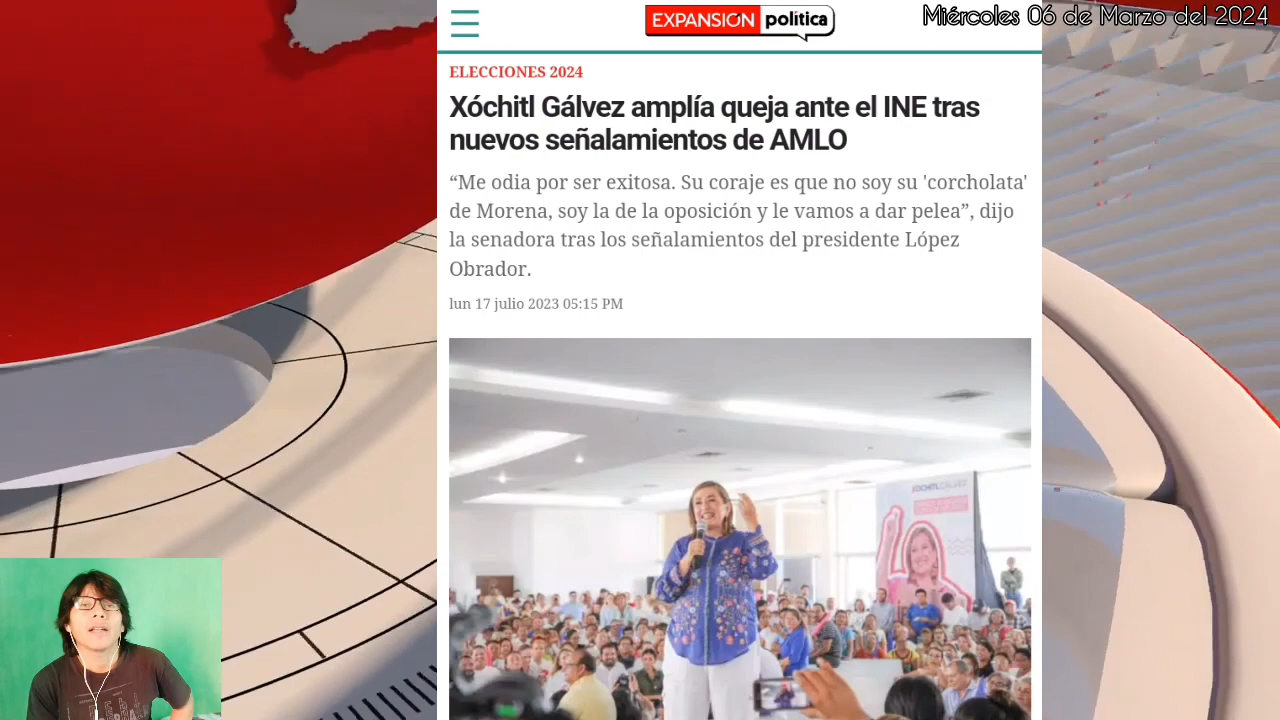 EXPANSIÓN política
Miércoles 06 de Marzo del 2024
ELECCIONES 2024
Xóchitl Gálvez amplía queja ante el INE tras
nuevos señalamientos de AMLO
“Me odia por ser exitosa. Su coraje es que no soy su 'corcholata'
de Morena, soy la de la oposición y le vamos a dar pelea”, dijo
la senadora tras los señalamientos del presidente López
Obrador.
lun 17 julio 2023 05:15 PM
XÓCHITL GÁLVEZ